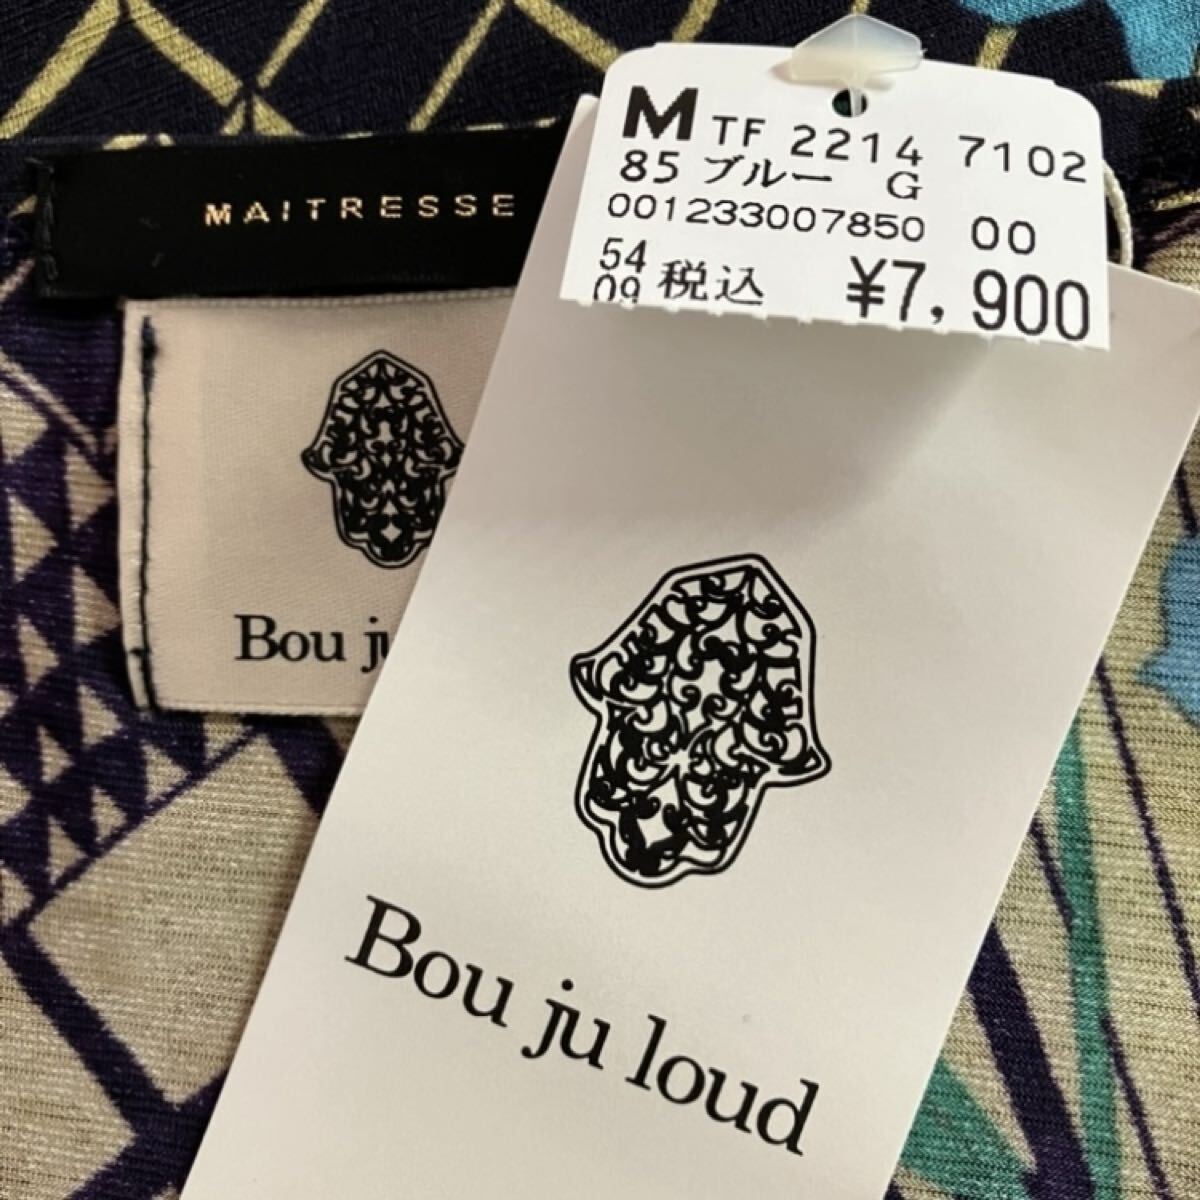 M TF 2214 7102
85 ブルー G
001233007850 00
54
09 税込 ¥7,900
MAITRESSE
Bou ju
Bou ju loud